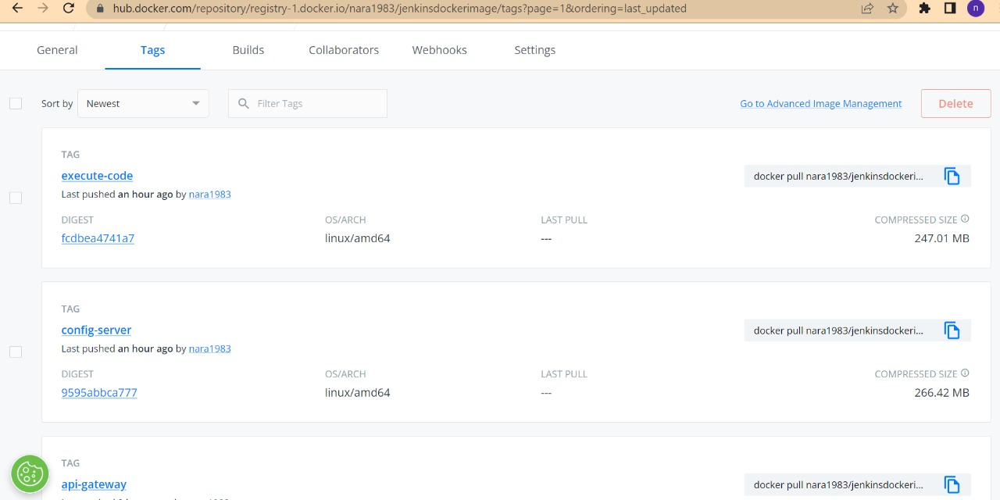 hub.docker.com/repository/registry-1.docker.io/nara1983/jenkinsdockerimage/tags?page=1&ordering=last_updated
n
General Tags Builds Collaborators Webhooks Settings
Sort by Newest Filter Tags Go to Advanced Image Management Delete
TAG
execute-code docker pull nara1983/jenkinsdockeri...
Last pushed an hour ago by nara1983
DIGEST OS/ARCH LAST PULL COMPRESSED SIZE
fcdbea4741a7 linux/amd64 --- 247.01 MB
TAG
config-server docker pull nara1983/jenkinsdockeri...
Last pushed an hour ago by nara1983
DIGEST OS/ARCH LAST PULL COMPRESSED SIZE
9595abbca777 linux/amd64 --- 266.42 MB
TAG
api-gateway docker pull nara1983/jenkinsdockeri...